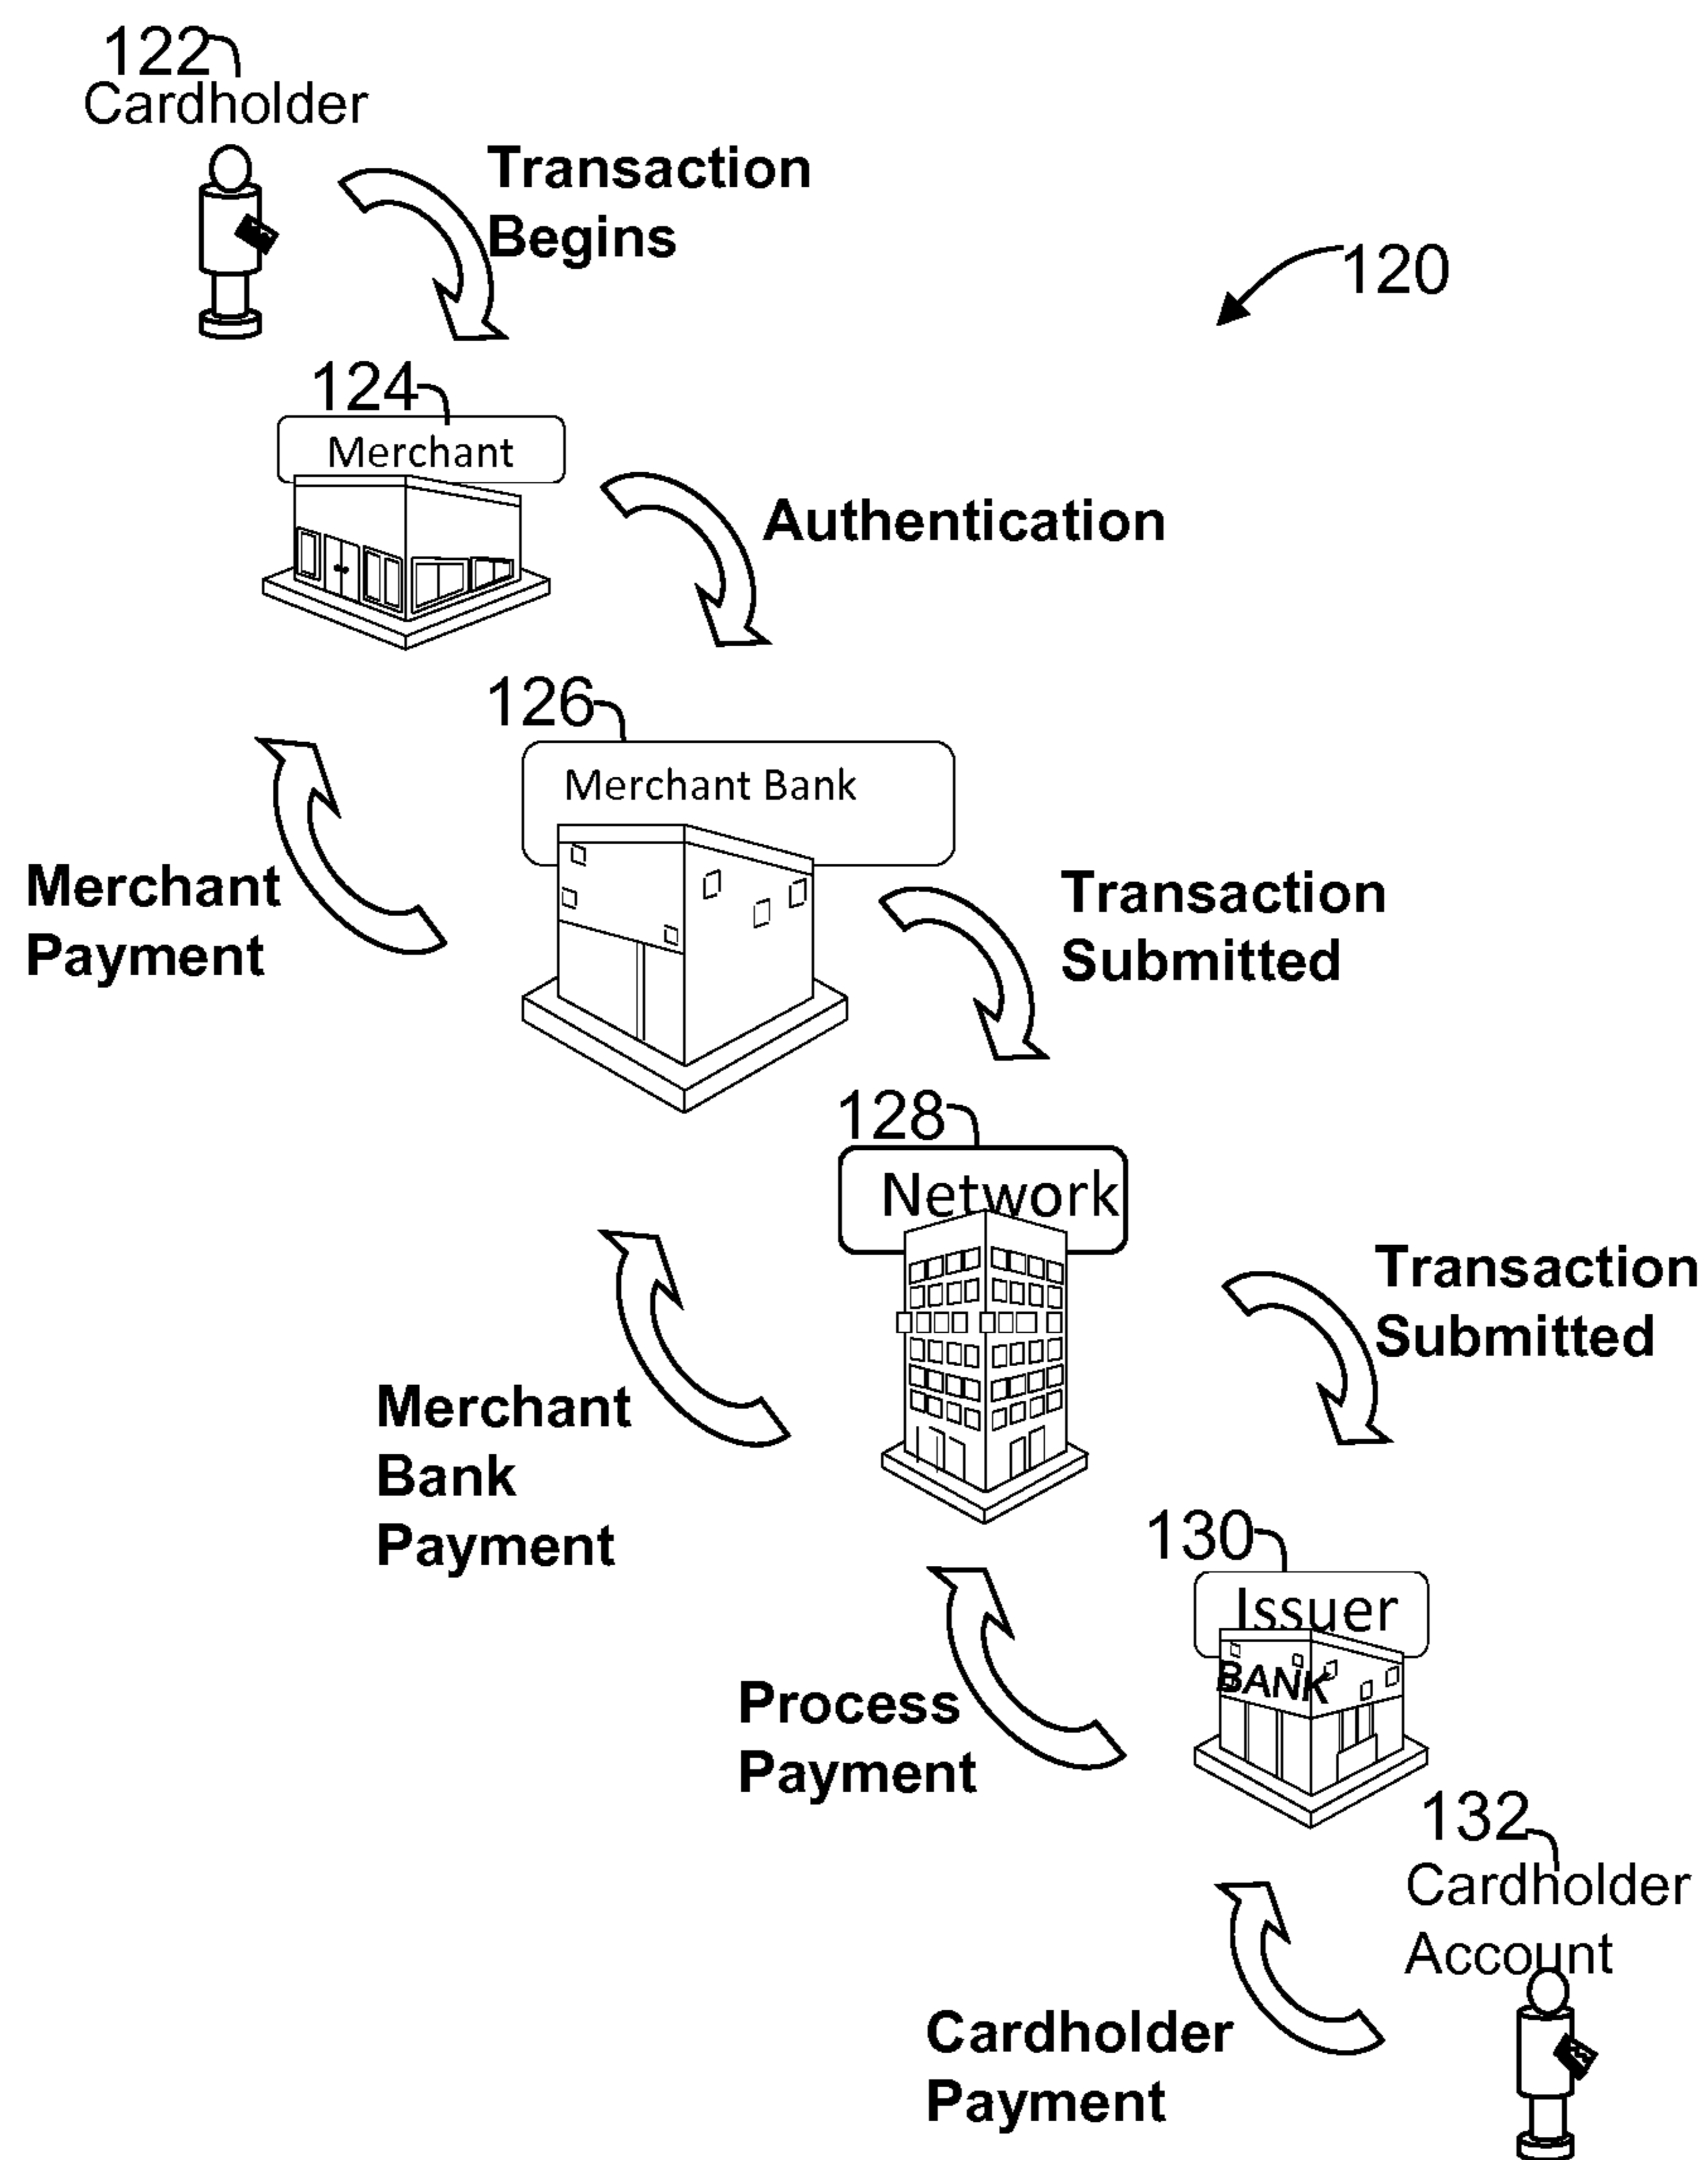 122
Cardholder
Transaction
Begins
120
124
Merchant
Authentication
126
Merchant Bank
Merchant
Payment
Transaction
Submitted
128
Network
Transaction
Submitted
Merchant
Bank
Payment
130
Issuer
BANK
Process
Payment
132
Cardholder
Account
Cardholder
Payment